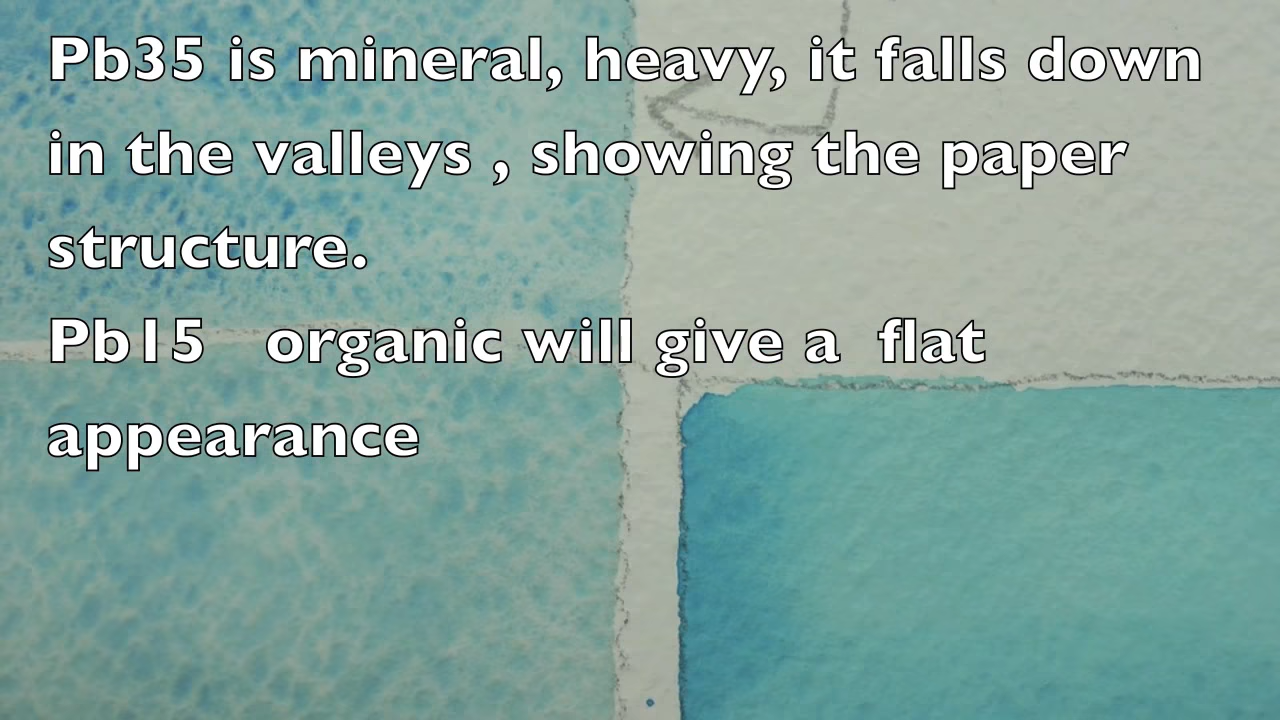 Pb35 is mineral, heavy, it falls down
in the valleys , showing the paper
structure.
Pb15 organic will give a flat
appearance